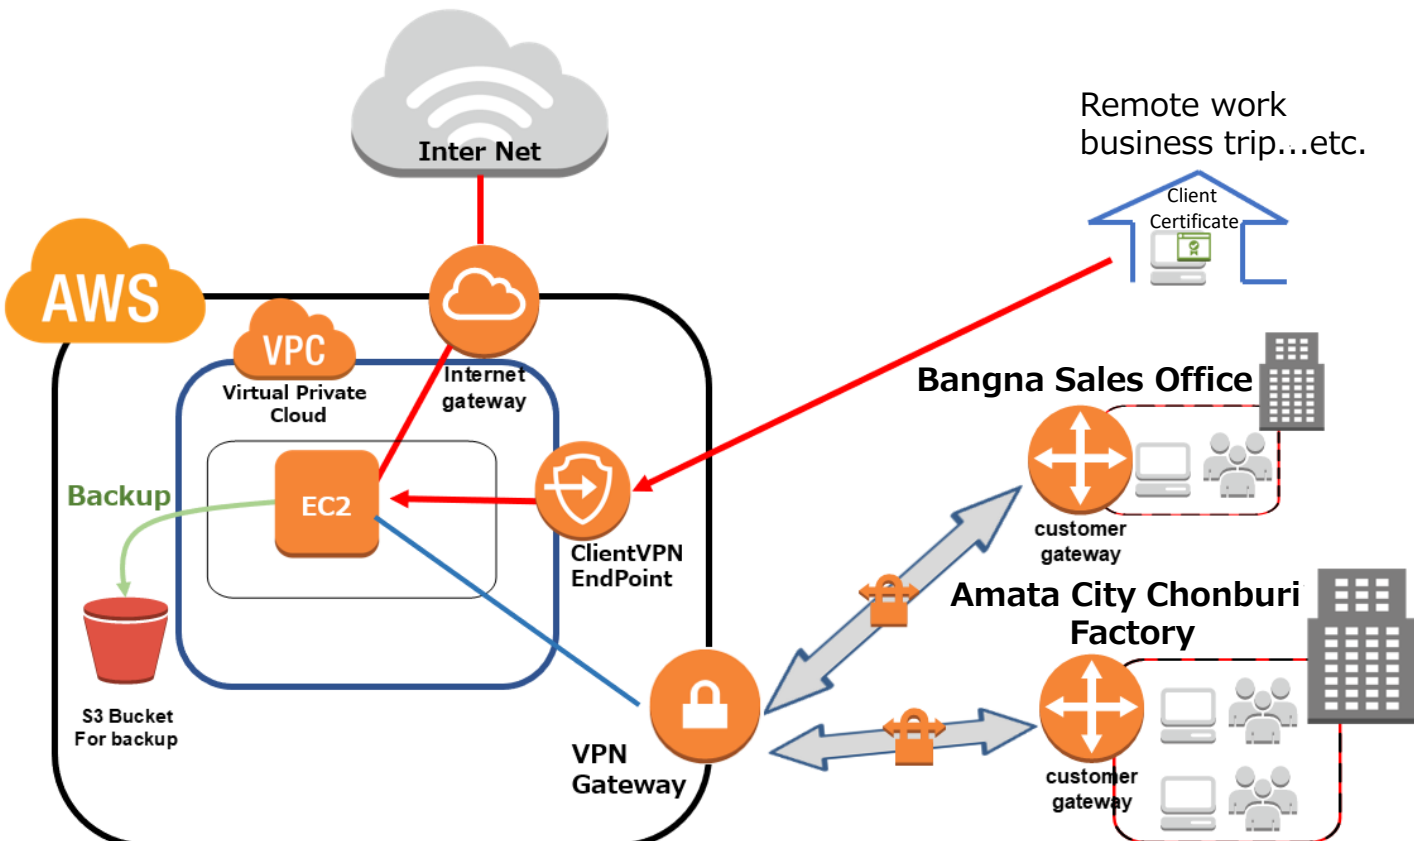 Inter Net
Remote work
business trip...etc.
Client
Certificate
AWS
VPC
Virtual Private
Cloud
Internet
gateway
Bangna Sales Office
customer
gateway
Backup
EC2
ClientVPN
EndPoint
Amata City Chonburi
Factory
customer
gateway
S3 Bucket
For backup
VPN
Gateway